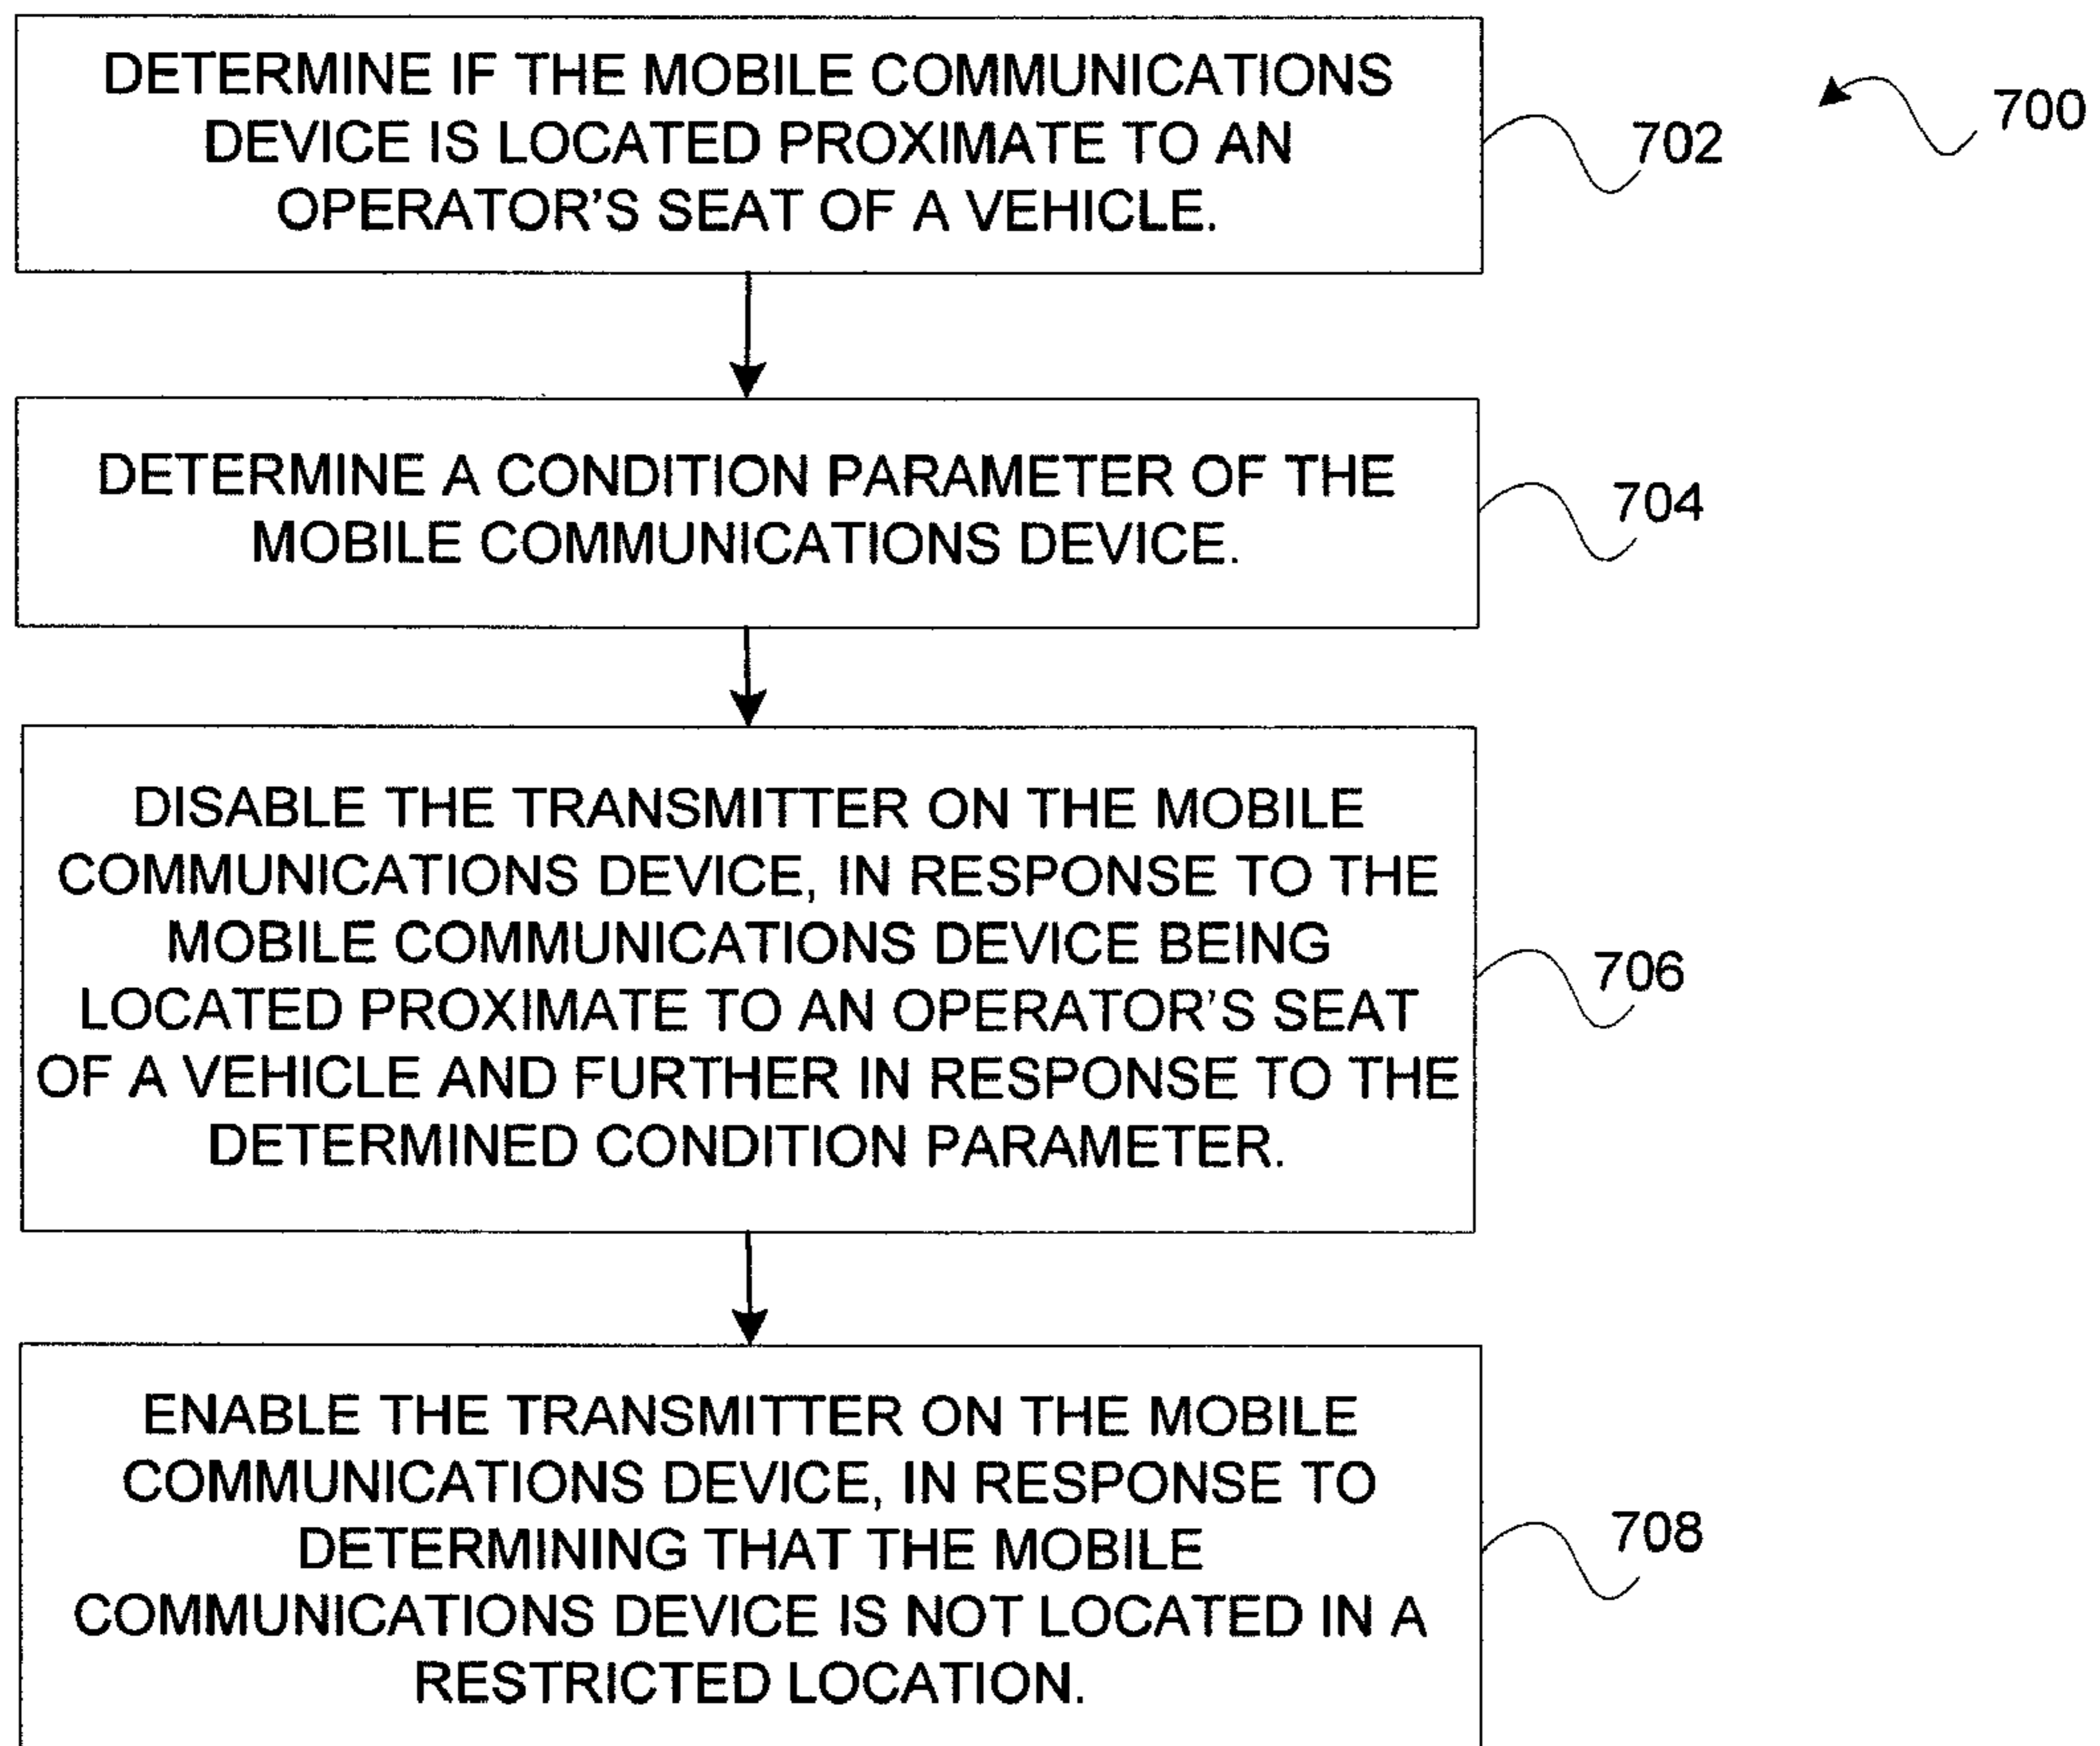 DETERMINE IF THE MOBILE COMMUNICATIONS
DEVICE IS LOCATED PROXIMATE TO AN
OPERATOR'S SEAT OF A VEHICLE.
702
700
DETERMINE A CONDITION PARAMETER OF THE
MOBILE COMMUNICATIONS DEVICE.
704
DISABLE THE TRANSMITTER ON THE MOBILE
COMMUNICATIONS DEVICE, IN RESPONSE TO THE
MOBILE COMMUNICATIONS DEVICE BEING
LOCATED PROXIMATE TO AN OPERATOR'S SEAT
OF A VEHICLE AND FURTHER IN RESPONSE TO THE
DETERMINED CONDITION PARAMETER.
706
ENABLE THE TRANSMITTER ON THE MOBILE
COMMUNICATIONS DEVICE, IN RESPONSE TO
DETERMINING THAT THE MOBILE
COMMUNICATIONS DEVICE IS NOT LOCATED IN A
RESTRICTED LOCATION.
708